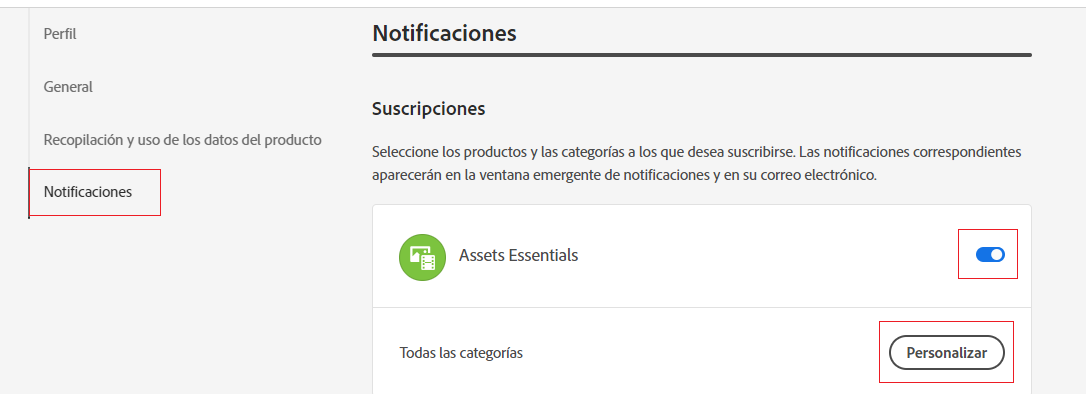 Perfil
General
Recopilación y uso de los datos del producto
Notificaciones
Notificaciones
Suscripciones
Seleccione los productos y las categorías a los que desea suscribirse. Las notificaciones correspondientes
aparecerán en la ventana emergente de notificaciones y en su correo electrónico.
Assets Essentials
Todas las categorías
Personalizar